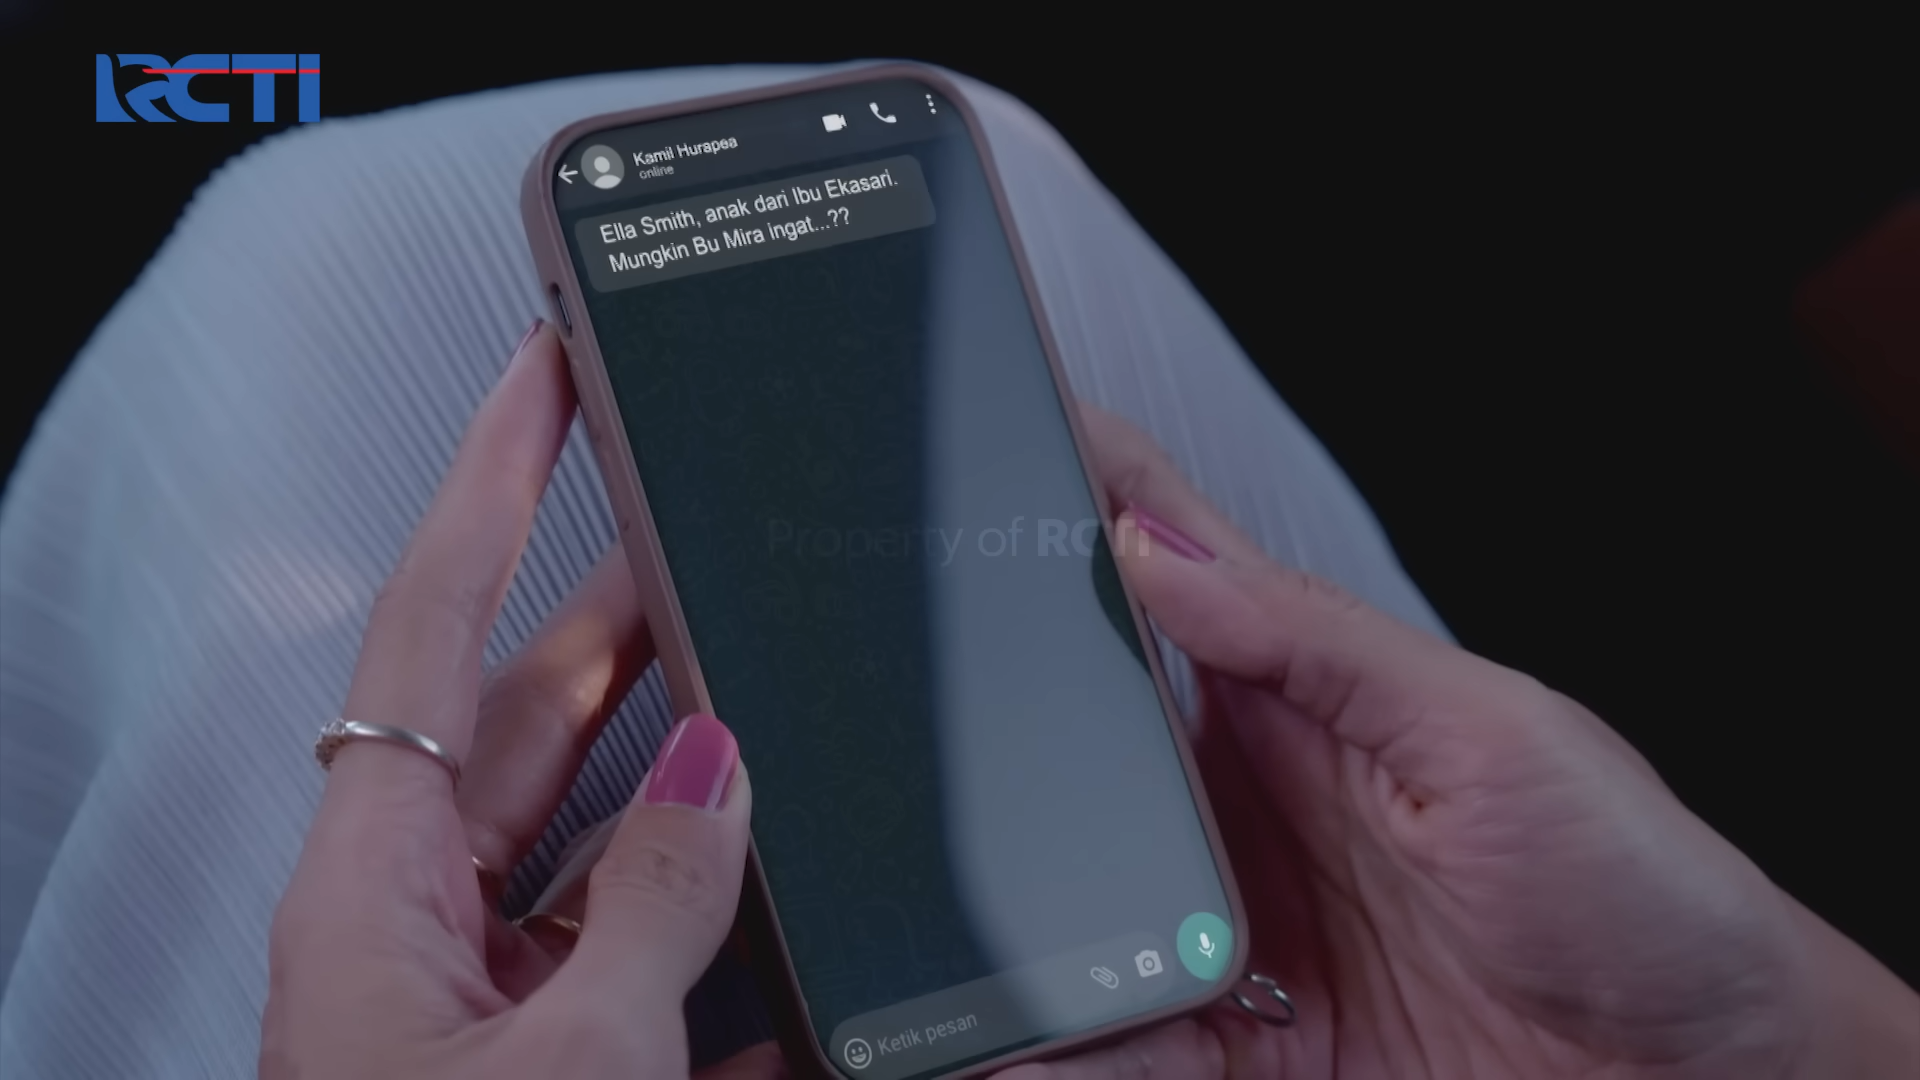 RCTI
Kamil Hurapea
online
Ella Smith, anak dari Ibu Ekasari.
Mungkin Bu Mira ingat...??
Property of RCTI
Ketik pesan